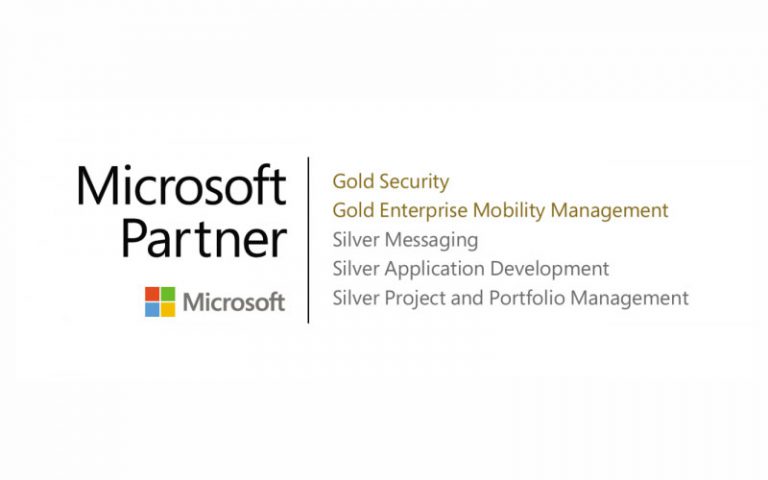 Microsoft
Partner
Microsoft
Gold Security
Gold Enterprise Mobility Management
Silver Messaging
Silver Application Development
Silver Project and Portfolio Management